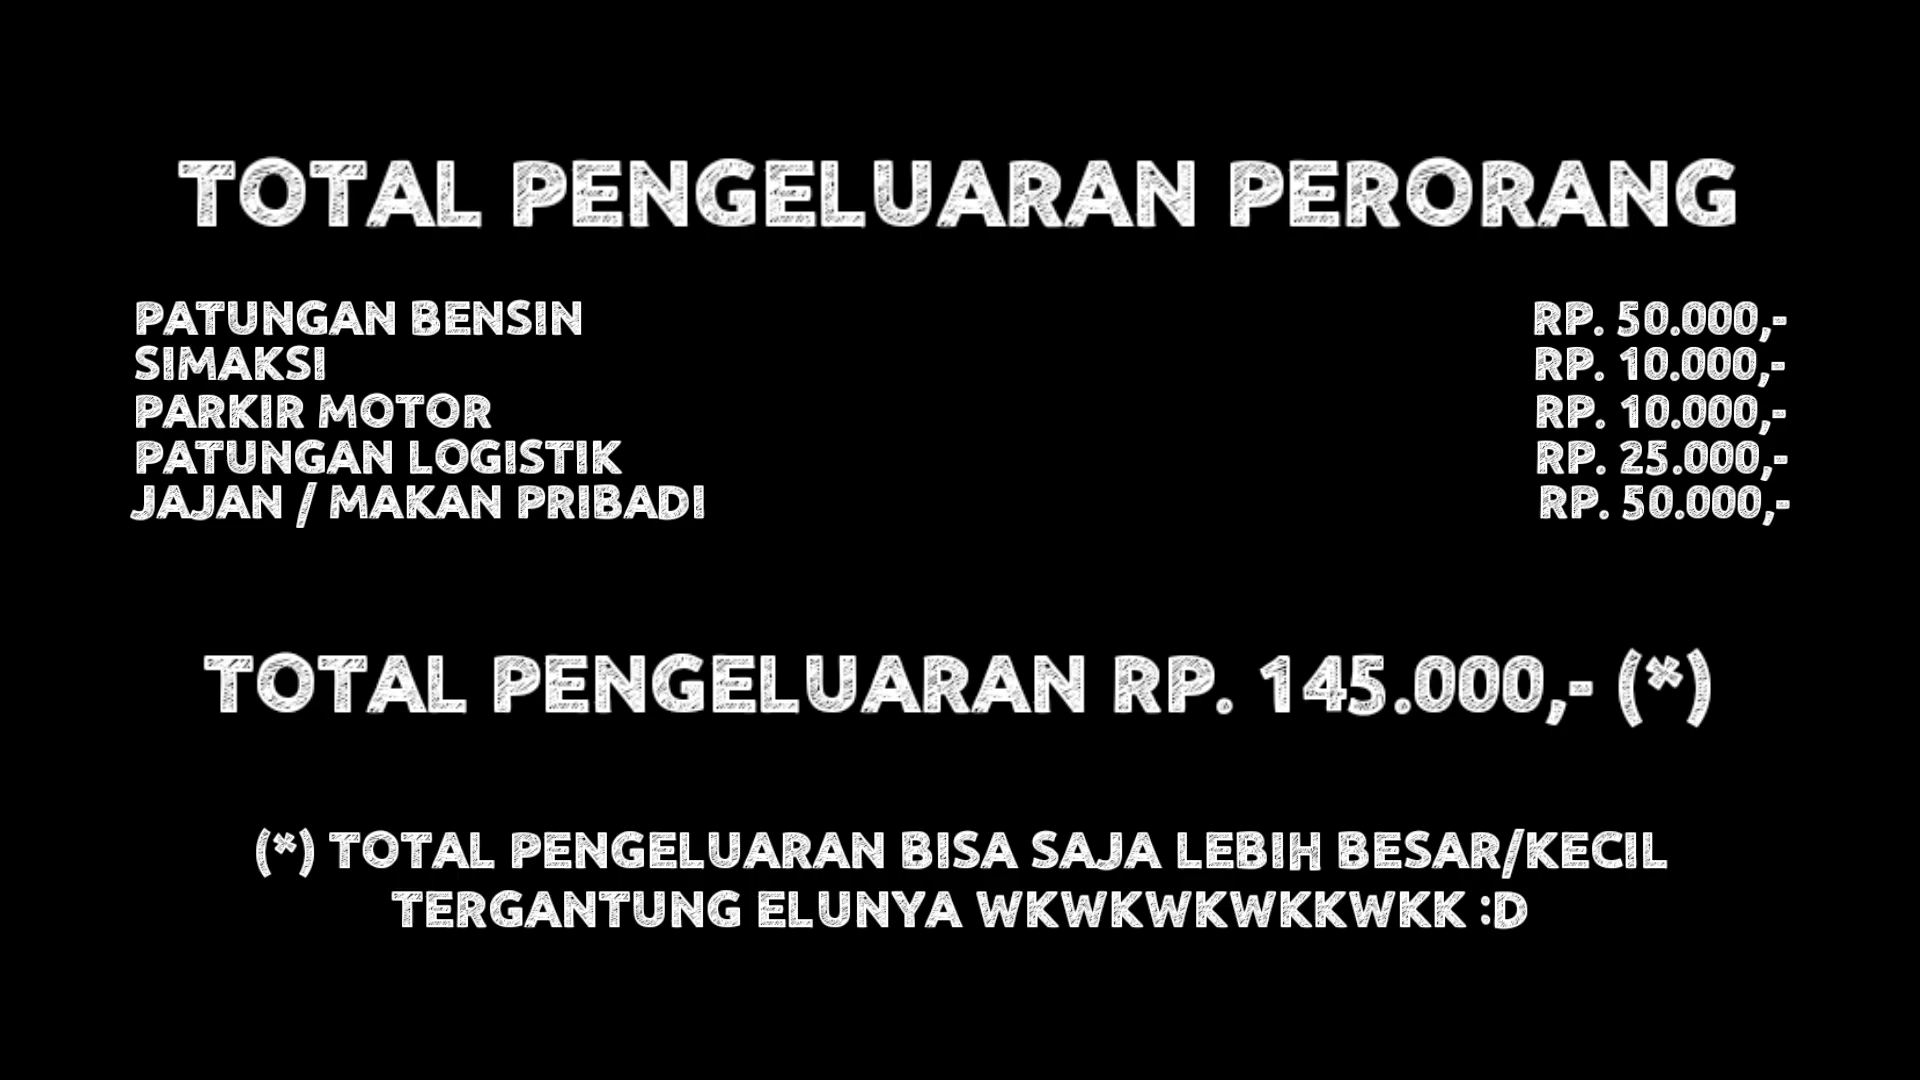 TOTAL PENGELUARAN PERORANG
PATUNGAN BENSIN RP. 50.000,-
SIMAKSI RP. 10.000,-
PARKIR MOTOR RP. 10.000,-
PATUNGAN LOGISTIK RP. 25.000,-
JAJAN / MAKAN PRIBADI RP. 50.000,-
TOTAL PENGELUARAN RP. 145.000,- (*)
(*) TOTAL PENGELUARAN BISA SAJA LEBIH BESAR/KECIL
TERGANTUNG ELUNYA WKWKWKWKKWKK :D